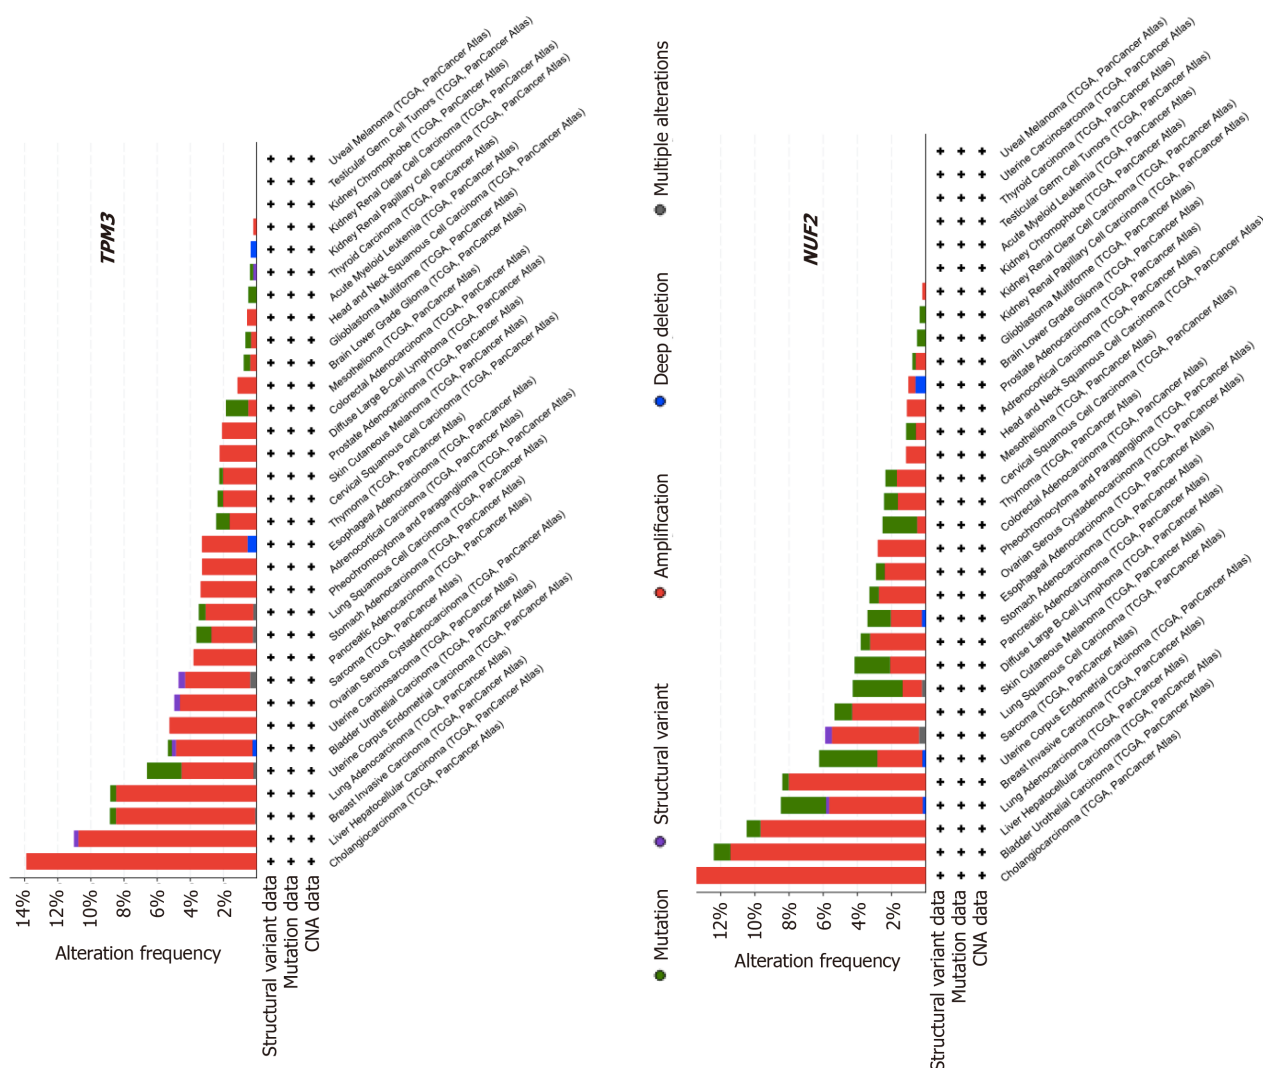 TPM3
Uveal Melanoma (TCGA, PanCancer Atlas)
Testicular Germ Cell Tumors (TCGA, PanCancer Atlas)
Kidney Chromophobe (TCGA, PanCancer Atlas)
Kidney Renal Clear Cell Carcinoma (TCGA, PanCancer Atlas)
Kidney Renal Papillary Cell Carcinoma (TCGA, PanCancer Atlas)
Thyroid Carcinoma (TCGA, PanCancer Atlas)
Acute Myeloid Leukemia (TCGA, PanCancer Atlas)
Head and Neck Squamous Cell Carcinoma (TCGA, PanCancer Atlas)
Glioblastoma Multiforme (TCGA, PanCancer Atlas)
Brain Lower Grade Glioma (TCGA, PanCancer Atlas)
Mesothelioma (TCGA, PanCancer Atlas)
Colorectal Adenocarcinoma (TCGA, PanCancer Atlas)
Diffuse Large B-Cell Lymphoma (TCGA, PanCancer Atlas)
Prostate Adenocarcinoma (TCGA, PanCancer Atlas)
Skin Cutaneous Melanoma (TCGA, PanCancer Atlas)
Cervical Squamous Cell Carcinoma (TCGA, PanCancer Atlas)
Thymoma (TCGA, PanCancer Atlas)
Esophageal Adenocarcinoma (TCGA, PanCancer Atlas)
Adrenocortical Carcinoma (TCGA, PanCancer Atlas)
Pheochromocytoma and Paraganglioma (TCGA, PanCancer Atlas)
Lung Squamous Cell Carcinoma (TCGA, PanCancer Atlas)
Stomach Adenocarcinoma (TCGA, PanCancer Atlas)
Pancreatic Adenocarcinoma (TCGA, PanCancer Atlas)
Sarcoma (TCGA, PanCancer Atlas)
Ovarian Serous Cystadenocarcinoma (TCGA, PanCancer Atlas)
Uterine Carcinosarcoma (TCGA, PanCancer Atlas)
Bladder Urothelial Carcinoma (TCGA, PanCancer Atlas)
Uterine Corpus Endometrial Carcinoma (TCGA, PanCancer Atlas)
Lung Adenocarcinoma (TCGA, PanCancer Atlas)
Breast Invasive Carcinoma (TCGA, PanCancer Atlas)
Liver Hepatocellular Carcinoma (TCGA, PanCancer Atlas)
Cholangiocarcinoma (TCGA, PanCancer Atlas)
14%
12%
10%
8%
6%
4%
2%
Alteration frequency
Structural variant data
Mutation data
CNA data
Mutation
Structural variant
Amplification
Deep deletion
Multiple alterations
NUF2
Uveal Melanoma (TCGA, PanCancer Atlas)
Uterine Carcinosarcoma (TCGA, PanCancer Atlas)
Thyroid Carcinoma (TCGA, PanCancer Atlas)
Testicular Germ Cell Tumors (TCGA, PanCancer Atlas)
Acute Myeloid Leukemia (TCGA, PanCancer Atlas)
Kidney Chromophobe (TCGA, PanCancer Atlas)
Kidney Renal Clear Cell Carcinoma (TCGA, PanCancer Atlas)
Kidney Renal Papillary Cell Carcinoma (TCGA, PanCancer Atlas)
Glioblastoma Multiforme (TCGA, PanCancer Atlas)
Brain Lower Grade Glioma (TCGA, PanCancer Atlas)
Prostate Adenocarcinoma (TCGA, PanCancer Atlas)
Adrenocortical Carcinoma (TCGA, PanCancer Atlas)
Head and Neck Squamous Cell Carcinoma (TCGA, PanCancer Atlas)
Mesothelioma (TCGA, PanCancer Atlas)
Cervical Squamous Cell Carcinoma (TCGA, PanCancer Atlas)
Thymoma (TCGA, PanCancer Atlas)
Colorectal Adenocarcinoma (TCGA, PanCancer Atlas)
Pheochromocytoma and Paraganglioma (TCGA, PanCancer Atlas)
Ovarian Serous Cystadenocarcinoma (TCGA, PanCancer Atlas)
Esophageal Adenocarcinoma (TCGA, PanCancer Atlas)
Stomach Adenocarcinoma (TCGA, PanCancer Atlas)
Pancreatic Adenocarcinoma (TCGA, PanCancer Atlas)
Diffuse Large B-Cell Lymphoma (TCGA, PanCancer Atlas)
Skin Cutaneous Melanoma (TCGA, PanCancer Atlas)
Lung Squamous Cell Carcinoma (TCGA, PanCancer Atlas)
Sarcoma (TCGA, PanCancer Atlas)
Uterine Corpus Endometrial Carcinoma (TCGA, PanCancer Atlas)
Breast Invasive Carcinoma (TCGA, PanCancer Atlas)
Lung Adenocarcinoma (TCGA, PanCancer Atlas)
Liver Hepatocellular Carcinoma (TCGA, PanCancer Atlas)
Bladder Urothelial Carcinoma (TCGA, PanCancer Atlas)
Cholangiocarcinoma (TCGA, PanCancer Atlas)
12%
10%
8%
6%
4%
2%
Alteration frequency
Structural variant data
Mutation data
CNA data